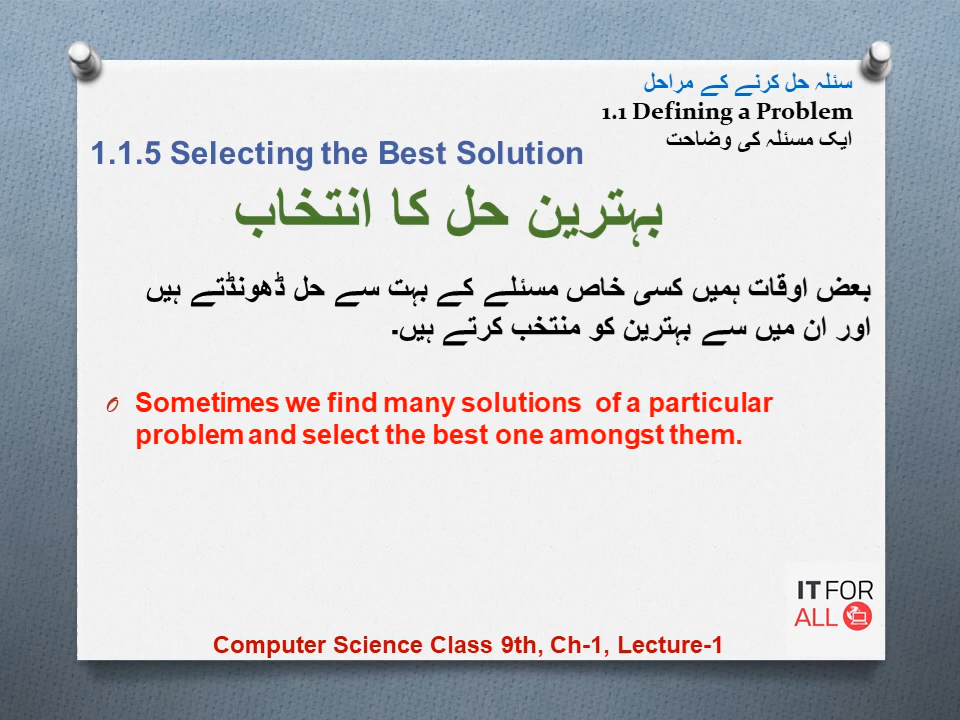 سئلہ حل کرنے کے مراحل
1.1 Defining a Problem
ایک مسئلہ کی وضاحت
1.1.5 Selecting the Best Solution
بہترین حل کا انتخاب
بعض اوقات ہمیں کسی خاص مسئلے کے بہت سے حل ڈھونڈتے ہیں
اور ان میں سے بہترین کو منتخب کرتے ہیں۔
Sometimes we find many solutions of a particular
problem and select the best one amongst them.
IT FOR
ALL
Computer Science Class 9th, Ch-1, Lecture-1